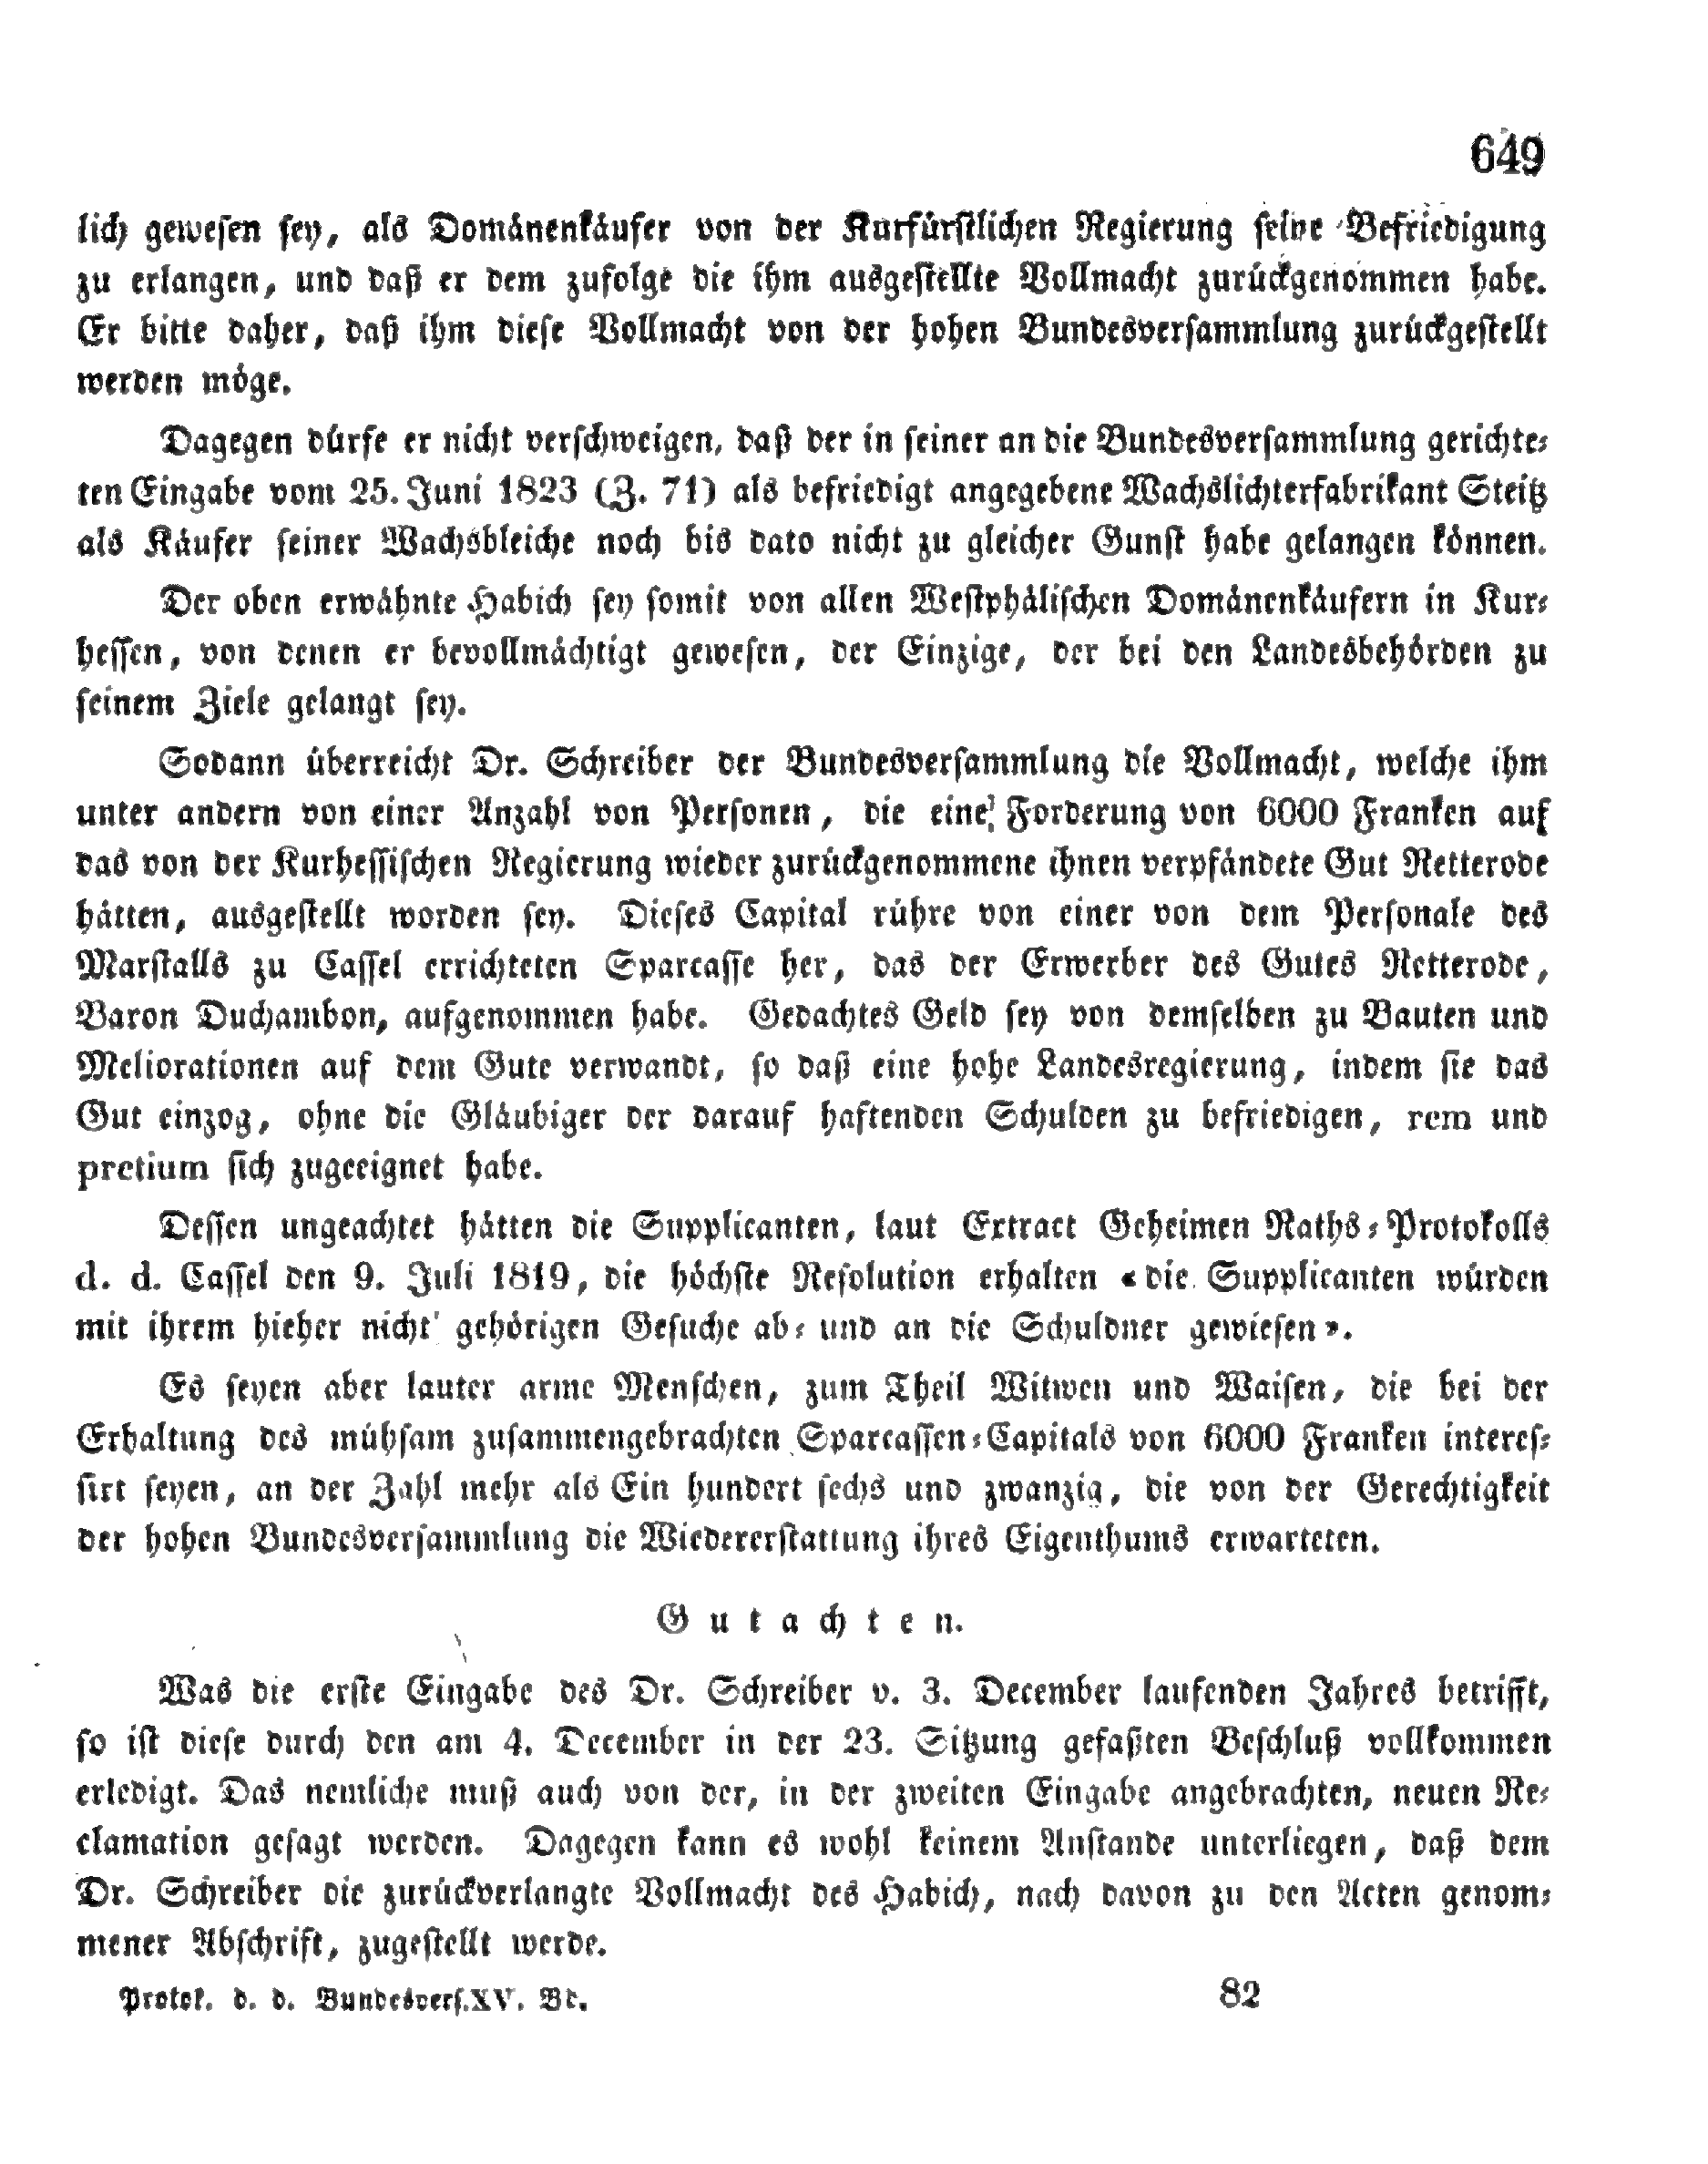 649
lich gewesen sey, als Domänenkäufer von der Kurfürstlichen Regierung seine Befriedigung
zu erlangen, und daß er dem zufolge die ihm ausgestellte Vollmacht zurückgenommen habe.
Er bitte daher, daß ihm diese Vollmacht von der hohen Bundesversammlung zurückgestellt
werden möge.
Dagegen dürfe er nicht verschweigen, daß der in seiner an die Bundesversammlung gerichte-
ten Eingabe vom 25. Juni 1823 (Z. 71) als befriedigt angegebene Wachslichterfabrikant Steitz
als Käufer seiner Wachsbleiche noch bis dato nicht zu gleicher Gunst habe gelangen können.
Der oben erwähnte Habich sey somit von allen Westphälischen Domänenkäufern in Kur-
hessen, von denen er bevollmächtigt gewesen, der Einzige, der bei den Landesbehörden zu
seinem Ziele gelangt sey.
Sodann überreicht Dr. Schreiber der Bundesversammlung die Vollmacht, welche ihm
unter andern von einer Anzahl von Personen, die eine Forderung von 6000 Franken auf
das von der Kurhessischen Regierung wieder zurückgenommene ihnen verpfändete Gut Retterode
hätten, ausgestellt worden sey. Dieses Capital rühre von einer von dem Personale des
Marstalls zu Cassel errichteten Sparcasse her, das der Erwerber des Gutes Retterode,
Baron Duchambon, aufgenommen habe. Gedachtes Geld sey von demselben zu Bauten und
Meliorationen auf dem Gute verwandt, so daß eine hohe Landesregierung, indem sie das
Gut einzog, ohne die Gläubiger der darauf haftenden Schulden zu befriedigen, rem und
pretium sich zugeeignet habe.
Dessen ungeachtet hätten die Supplicanten, laut Extract Geheimen Raths-Protokolls
d. d. Cassel den 9. Juli 1819, die höchste Resolution erhalten «die Supplicanten würden
mit ihrem hieher nicht gehörigen Gesuche ab- und an die Schuldner gewiesen».
Es seyen aber lauter arme Menschen, zum Theil Witwen und Waisen, die bei der
Erhaltung des mühsam zusammengebrachten Sparcassen-Capitals von 6000 Franken interes-
sirt seyen, an der Zahl mehr als Ein hundert sechs und zwanzig, die von der Gerechtigkeit
der hohen Bundesversammlung die Wiedererstattung ihres Eigenthums erwarteten.
Gutachten.
Was die erste Eingabe des Dr. Schreiber v. 3. December laufenden Jahres betrifft,
so ist diese durch den am 4. December in der 23. Sitzung gefaßten Beschluß vollkommen
erledigt. Das nemliche muß auch von der, in der zweiten Eingabe angebrachten, neuen Re-
clamation gesagt werden. Dagegen kann es wohl keinem Anstande unterliegen, daß dem
Dr. Schreiber die zurückverlangte Vollmacht des Habich, nach davon zu den Acten genom-
mener Abschrift, zugestellt werde.
Protok. d. d. Bundesvers. XV. Bd. 82